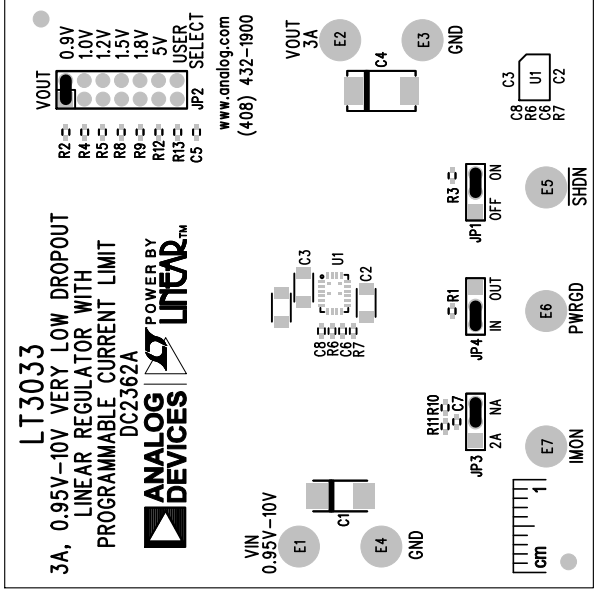 LT3033
3A, 0.95V-10V VERY LOW DROPOUT
LINEAR REGULATOR WITH
PROGRAMMABLE CURRENT LIMIT
DC2362A
ANALOG
DEVICES
POWER BY
LINEAR™
R2
R4
R5
R8
R9
R12
R13
C5
VOUT
JP2
0.9V
1.0V
1.2V
1.5V
1.8V
5V
USER
SELECT
www.analog.com
(408) 432-1900
VIN
0.95V-10V
E1
E4
GND
C1
C8
R6
C6
R7
C3
U1
C2
VOUT
3A
E2
E3
GND
C4
R11
R10
C7
JP3
2A
NA
E7
IMON
R1
JP4
IN
OUT
E6
PWRGD
R3
JP1
OFF
ON
E5
SHDN
C3
U1
C2
C8
R6
C6
R7
cm
1